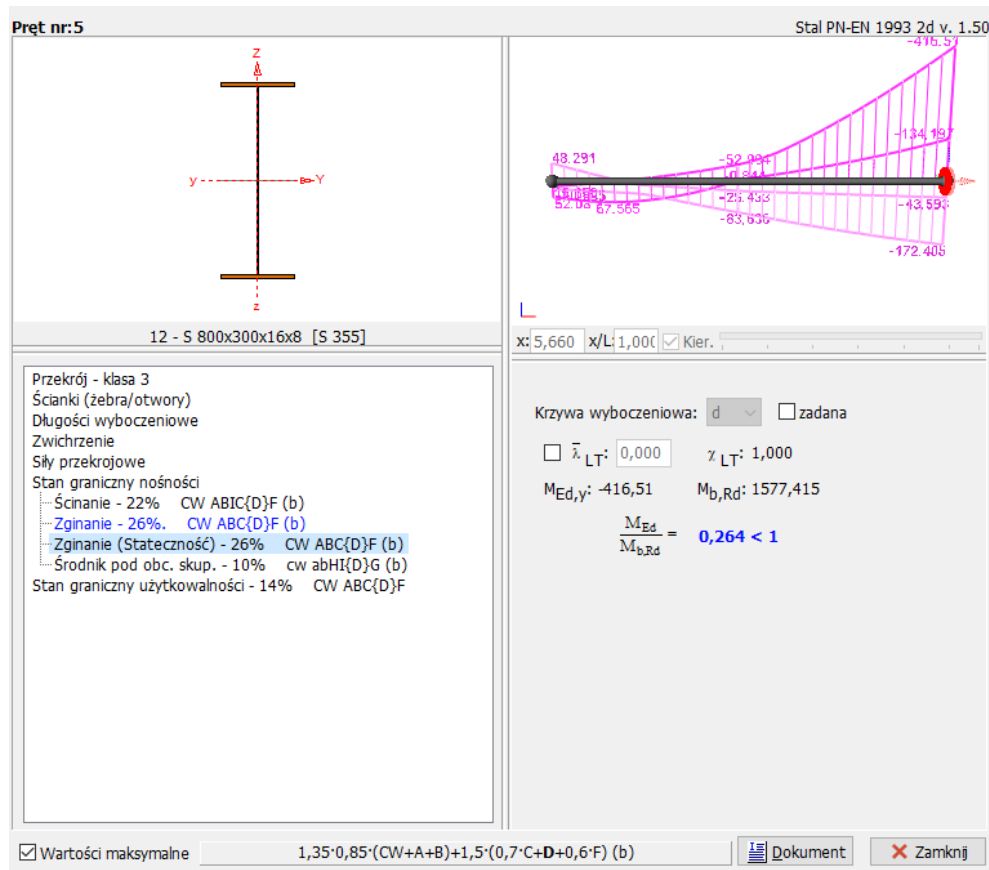 Pręt nr:5
Stal PN-EN 1993 2d v. 1.50
z
Y
y
z
12 - S 800x300x16x8 [S 355]
-416.51
-134,197
48.291
-52.994
52.03
67.565
-25.433
-83,636
-43,593
-172.405
x: 5,660 x/L: 1,000 Kier.
Przekrój - klasa 3
Ścianki (żebra/otwory)
Długości wyboczeniowe
Zwichrzenie
Siły przekrojowe
Stan graniczny nośności
Ścinanie - 22% CW ABIC{D}F (b)
Zginanie - 26%. CW ABC{D}F (b)
Zginanie (Stateczność) - 26% CW ABC{D}F (b)
Środnik pod obc. skup. - 10% cw abHI{D}G (b)
Stan graniczny użytkowalności - 14% CW ABC{D}F
Krzywa wyboczeniowa: d zadana
λ̅ LT: 0,000 χ LT: 1,000
MEd,y: -416,51 Mb,Rd: 1577,415
MEd
Mb,Rd
= 0,264 < 1
Wartości maksymalne 1,35·0,85·(CW+A+B)+1,5·(0,7·C+D+0,6·F) (b) Dokument Zamknij